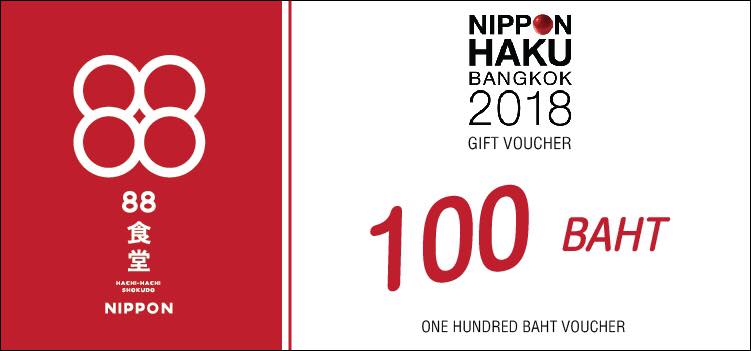 88
食
堂
HACHI-HACHI
SHOKUDO
NIPPON
NIPPON
HAKU
BANGKOK
2018
GIFT VOUCHER
100 BAHT
ONE HUNDRED BAHT VOUCHER